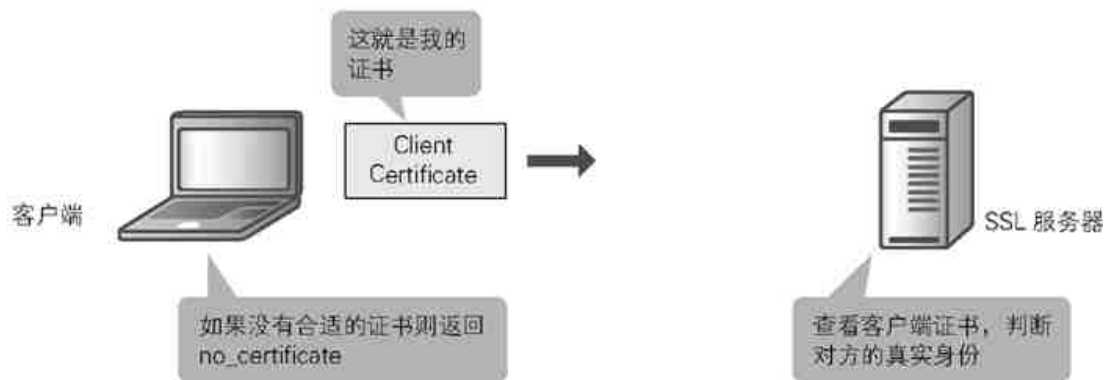 这就是我的
证书
Client
Certificate
客户端
SSL 服务器
如果没有合适的证书则返回
no_certificate
查看客户端证书，判断
对方的真实身份